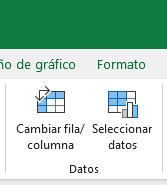 ño de gráfico Formato
Cambiar fila/ Seleccionar
columna datos
Datos